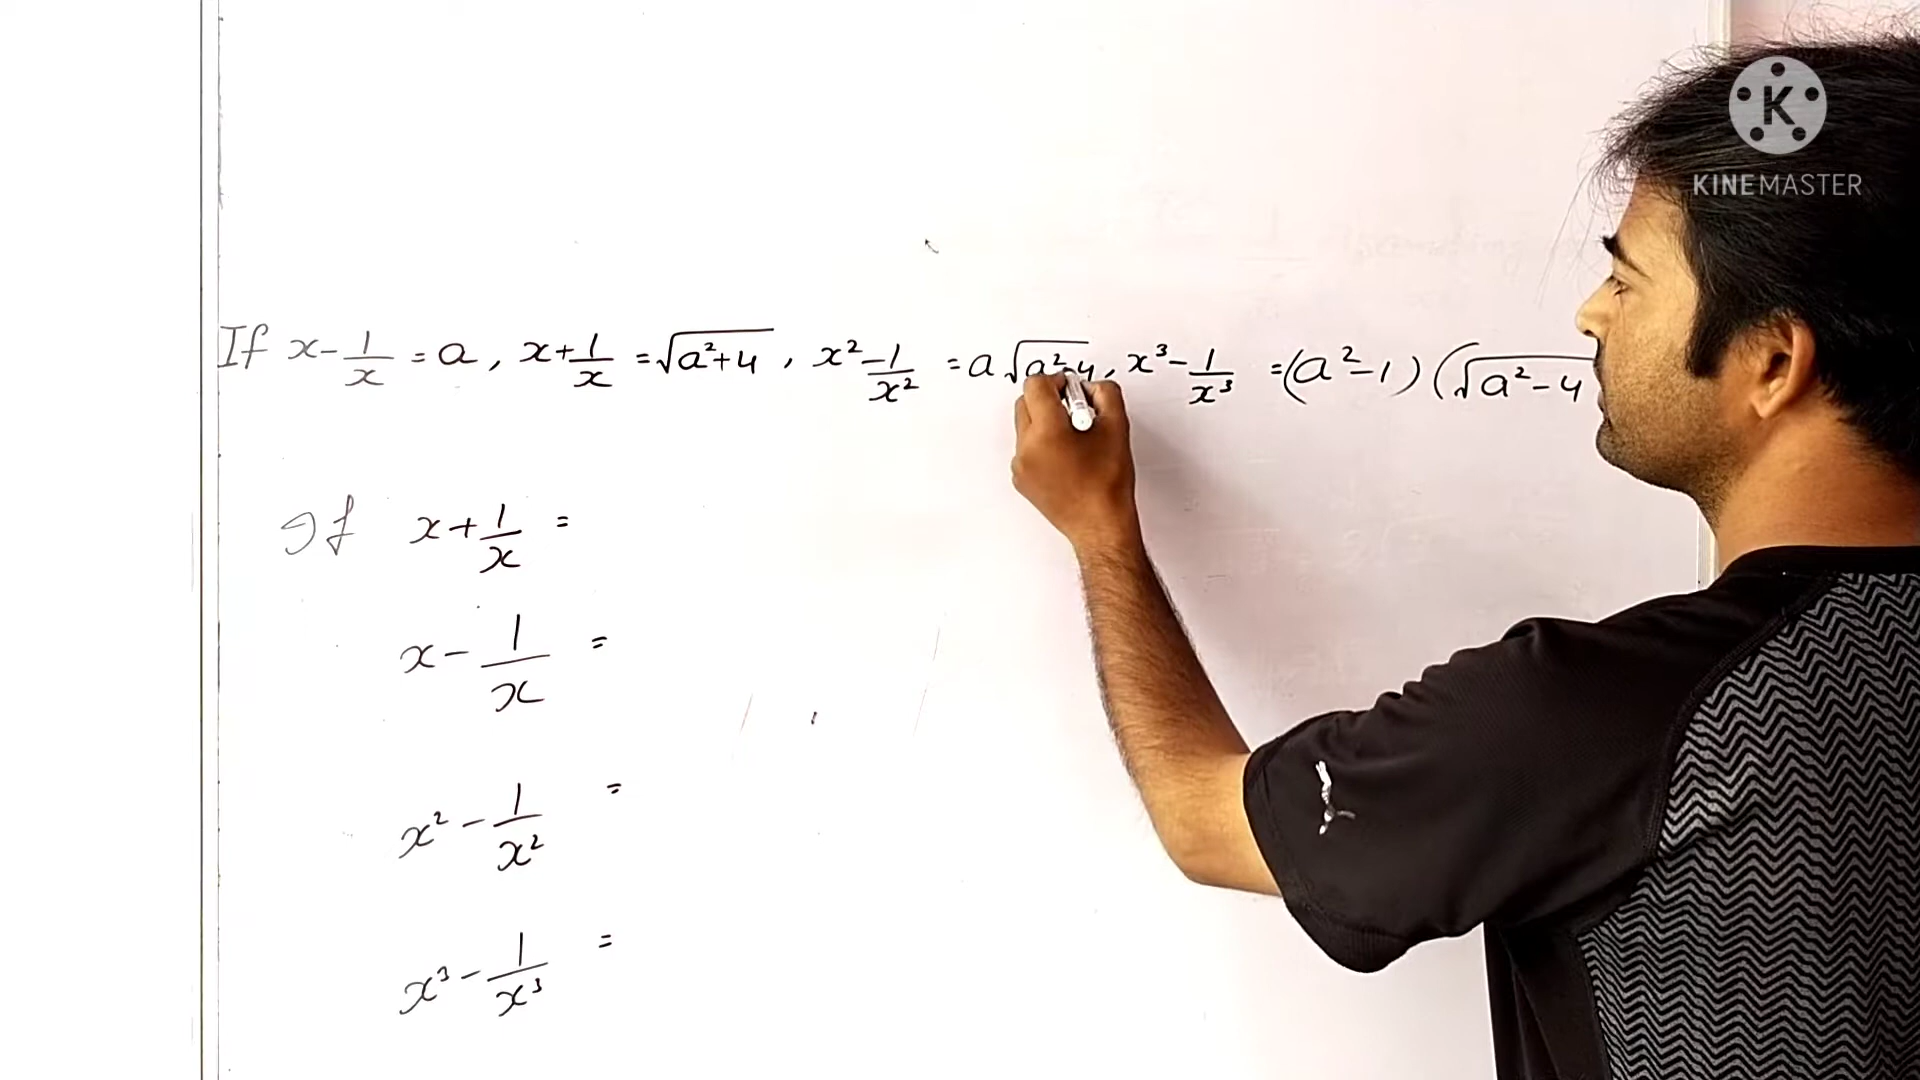 KINEMASTER
If x - 1/x = a, x + 1/x = √(a² + 4), x² - 1/x² = a√(a² 4, x³ - 1/x³ = (a² - 1)(√(a² - 4
If x + 1/x =
x - 1/x =
x² - 1/x² =
x³ - 1/x³ =